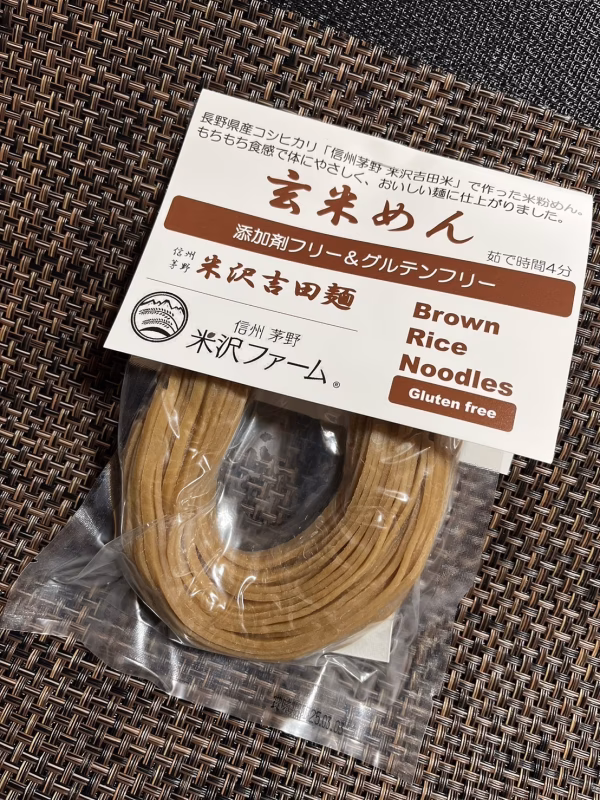 長野県産コシヒカリ「信州茅野 米沢吉田米」で作った米粉めん。
もちもち食感で体にやさしく、おいしい麺に仕上がりました。
玄米めん
茹で時間4分
添加剤フリー＆グルテンフリー
信州
茅野
米沢吉田麺
Brown
Rice
Noodles
Gluten free
信州 茅野
米沢ファーム®